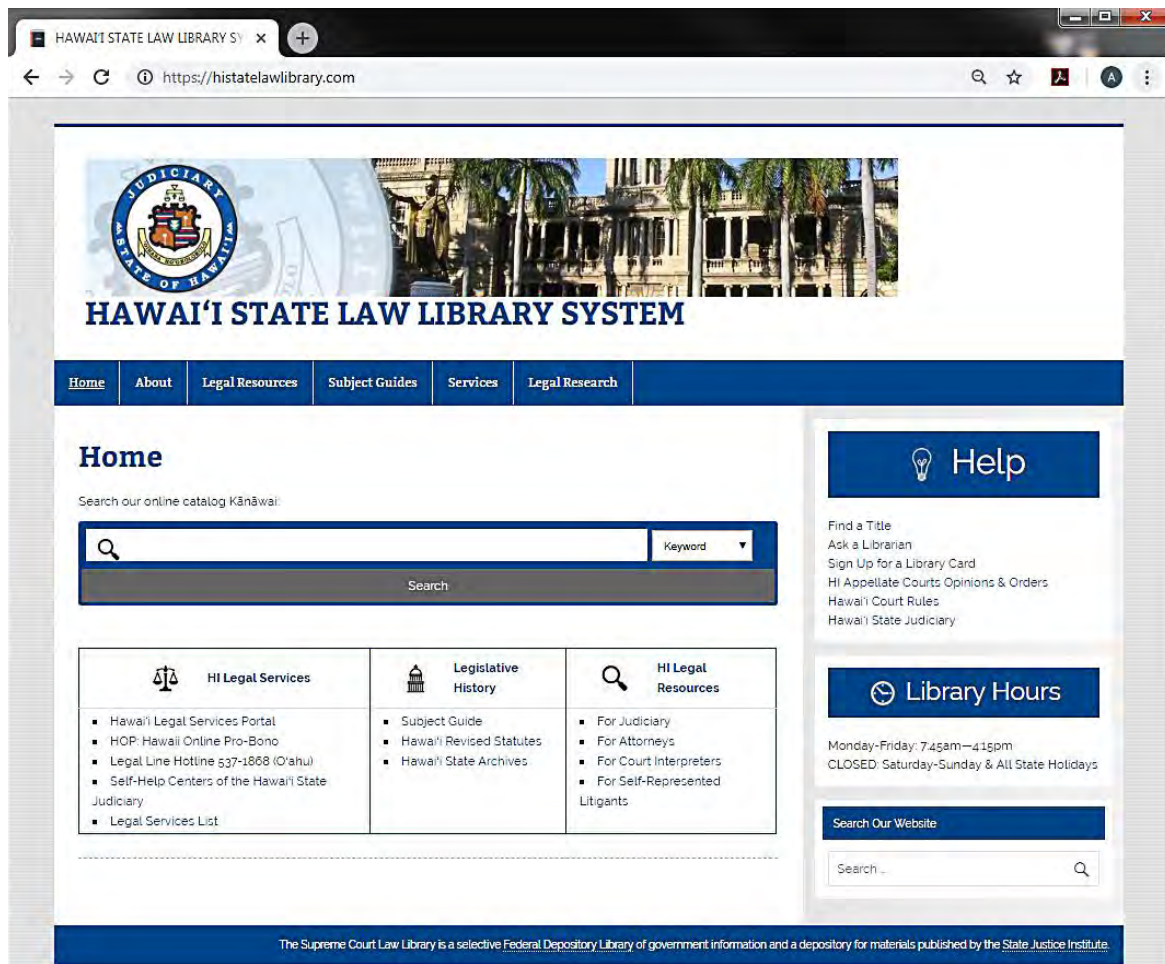 HAWAI'I STATE LAW LIBRARY SY
https://histatelawlibrary.com
A
JUDICIARY
STATE OF HAWAI'I
HAWAI‘I STATE LAW LIBRARY SYSTEM
Home
About
Legal Resources
Subject Guides
Services
Legal Research
Home
Search our online catalog Kānāwai:
Keyword
Search
HI Legal Services
Hawai'i Legal Services Portal
HOP: Hawaii Online Pro-Bono
Legal Line Hotline 537-1868 (O'ahu)
Self-Help Centers of the Hawai'i State
Judiciary
Legal Services List
Legislative
History
Subject Guide
Hawai'i Revised Statutes
Hawai'i State Archives
HI Legal
Resources
For Judiciary
For Attorneys
For Court Interpreters
For Self-Represented
Litigants
Help
Find a Title
Ask a Librarian
Sign Up for a Library Card
HI Appellate Courts Opinions & Orders
Hawai'i Court Rules
Hawai'i State Judiciary
Library Hours
Monday-Friday: 7:45am—4:15pm
CLOSED: Saturday-Sunday & All State Holidays
Search Our Website
Search …
The Supreme Court Law Library is a selective Federal Depository Library of government information and a depository for materials published by the State Justice Institute.